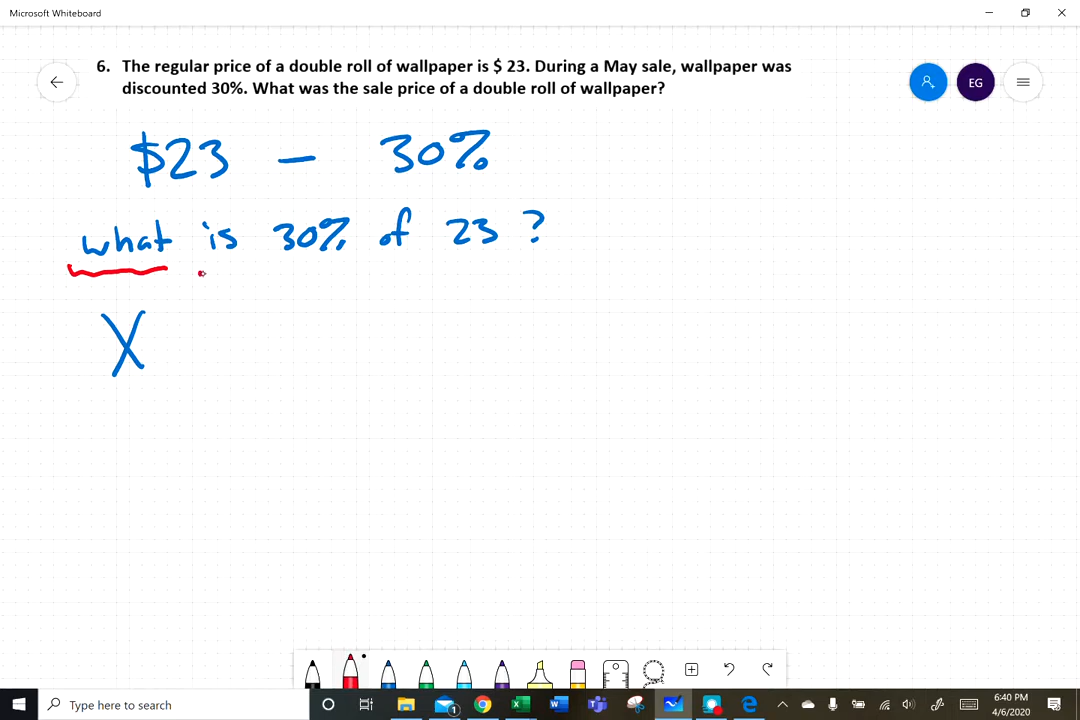 Microsoft Whiteboard
6. The regular price of a double roll of wallpaper is $ 23. During a May sale, wallpaper was
discounted 30%. What was the sale price of a double roll of wallpaper?
EG
$23 - 30%
what is 30% of 23 ?
X
Type here to search
1
6:40 PM
4/6/2020